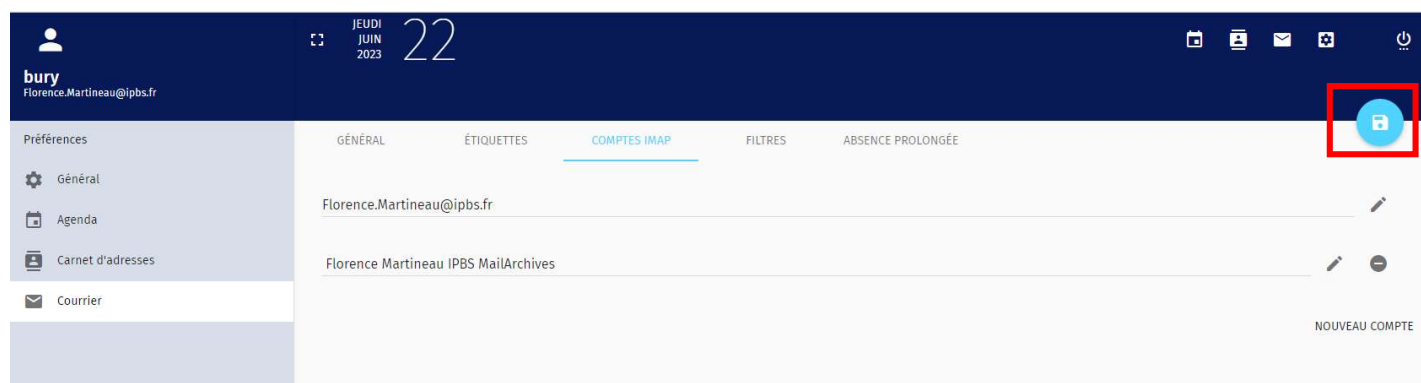 JEUDI
JUIN
2023
22
bury
Florence.Martineau@ipbs.fr
Préférences
GÉNÉRAL
ÉTIQUETTES
COMPTES IMAP
FILTRES
ABSENCE PROLONGÉE
Général
Agenda
Carnet d'adresses
Courrier
Florence.Martineau@ipbs.fr
Florence Martineau IPBS MailArchives
NOUVEAU COMPTE